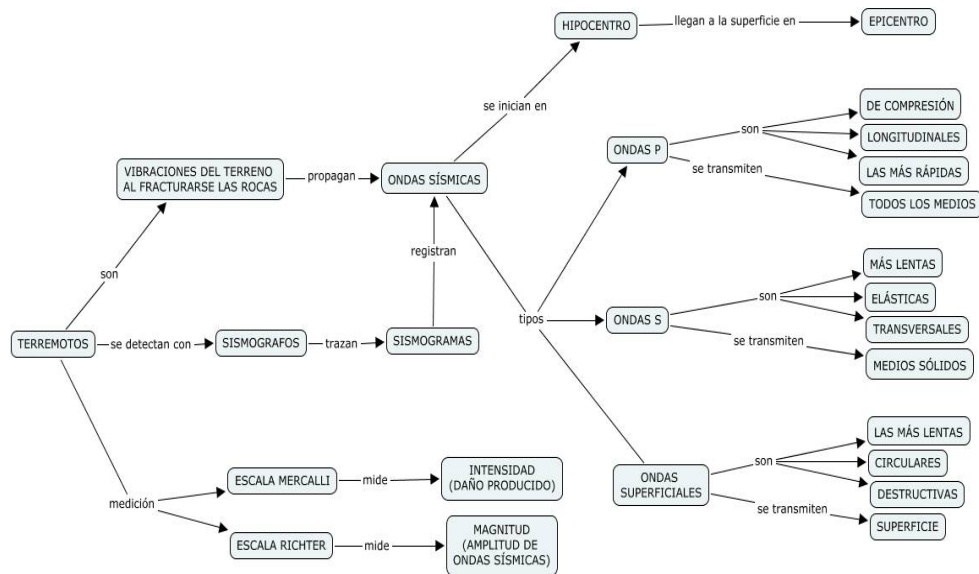 HIPOCENTRO
llegan a la superficie en
EPICENTRO
se inician en
DE COMPRESIÓN
son
LONGITUDINALES
ONDAS P
LAS MÁS RÁPIDAS
se transmiten
TODOS LOS MEDIOS
VIBRACIONES DEL TERRENO
AL FRACTURARSE LAS ROCAS
propagan
ONDAS SÍSMICAS
registran
son
MÁS LENTAS
son
ELÁSTICAS
ONDAS S
TRANSVERSALES
se transmiten
MEDIOS SÓLIDOS
tipos
TERREMOTOS
se detectan con
SISMOGRAFOS
trazan
SISMOGRAMAS
LAS MÁS LENTAS
son
CIRCULARES
ONDAS
SUPERFICIALES
DESTRUCTIVAS
se transmiten
SUPERFICIE
medición
ESCALA MERCALLI
mide
INTENSIDAD
(DAÑO PRODUCIDO)
ESCALA RICHTER
mide
MAGNITUD
(AMPLITUD DE
ONDAS SÍSMICAS)